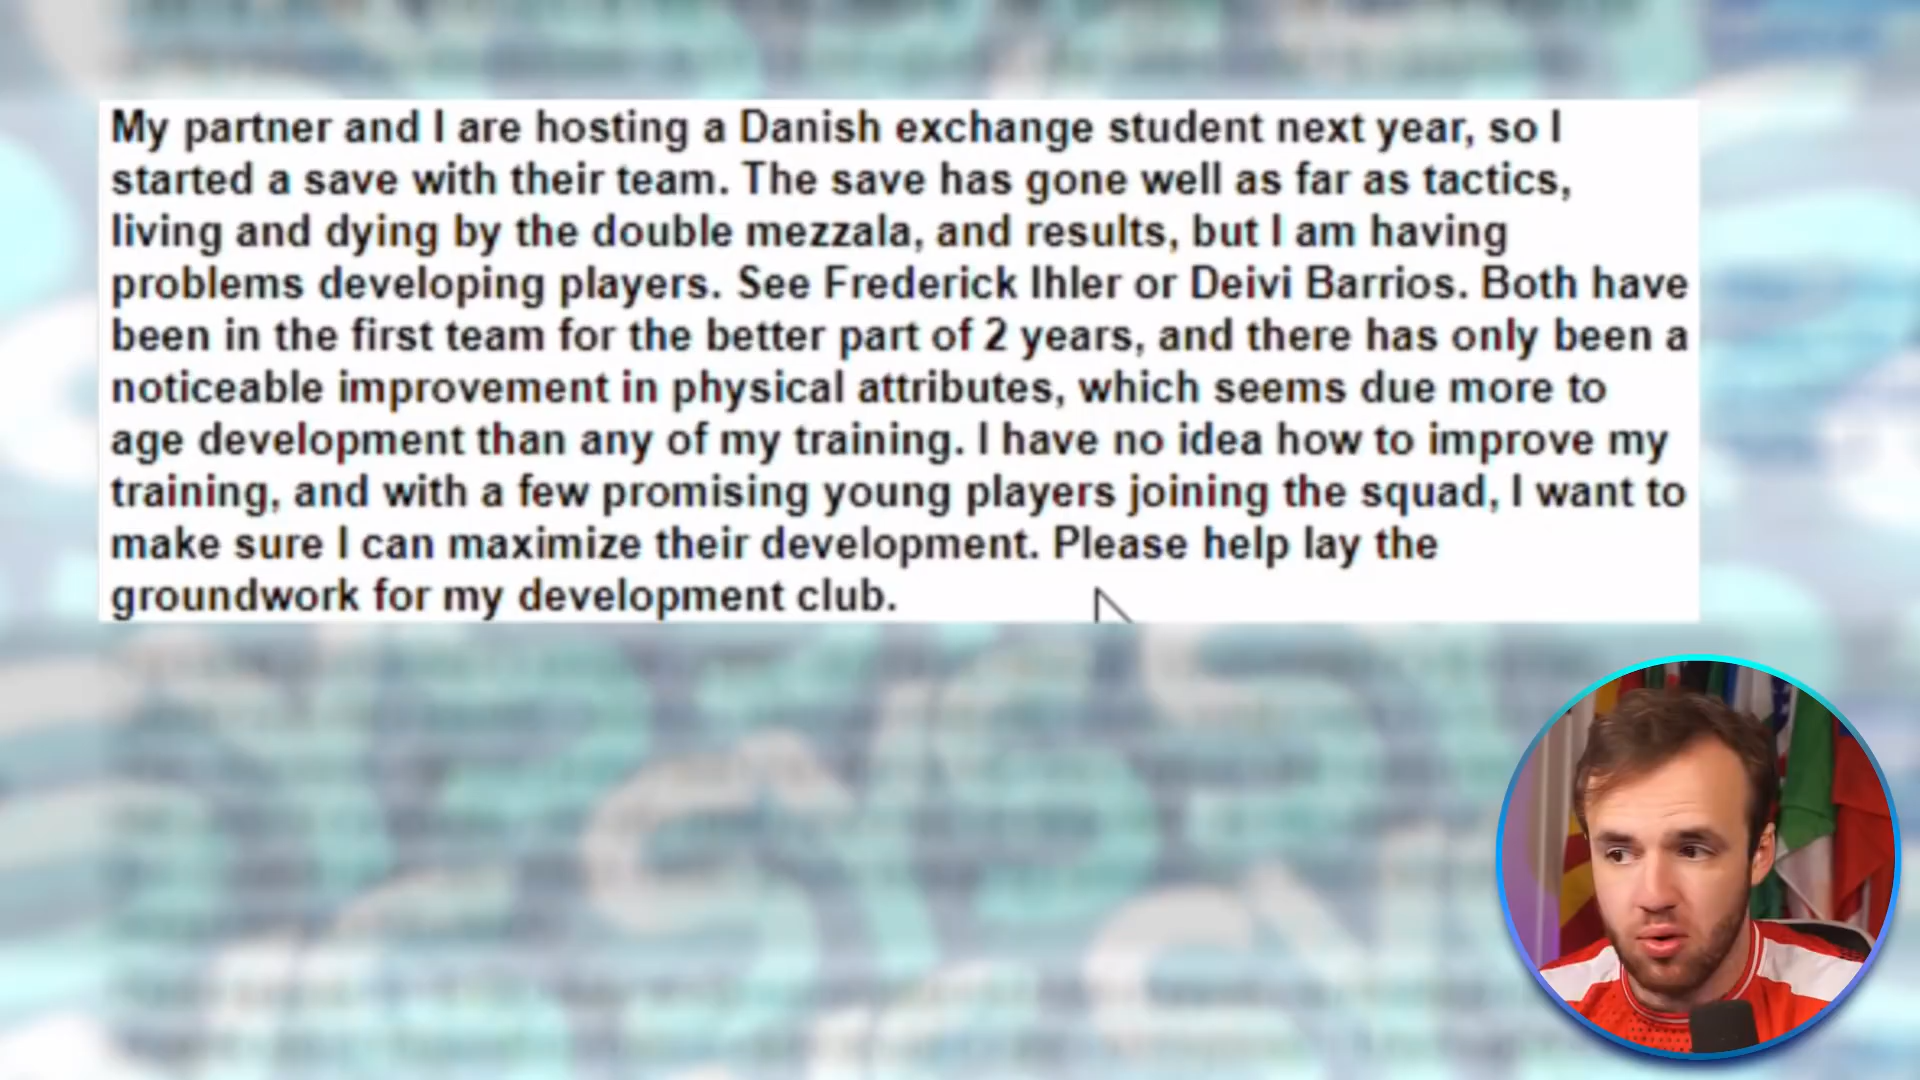 My partner and I are hosting a Danish exchange student next year, so I
started a save with their team. The save has gone well as far as tactics,
living and dying by the double mezzala, and results, but I am having
problems developing players. See Frederick Ihler or Deivi Barrios. Both have
been in the first team for the better part of 2 years, and there has only been a
noticeable improvement in physical attributes, which seems due more to
age development than any of my training. I have no idea how to improve my
training, and with a few promising young players joining the squad, I want to
make sure I can maximize their development. Please help lay the
groundwork for my development club.